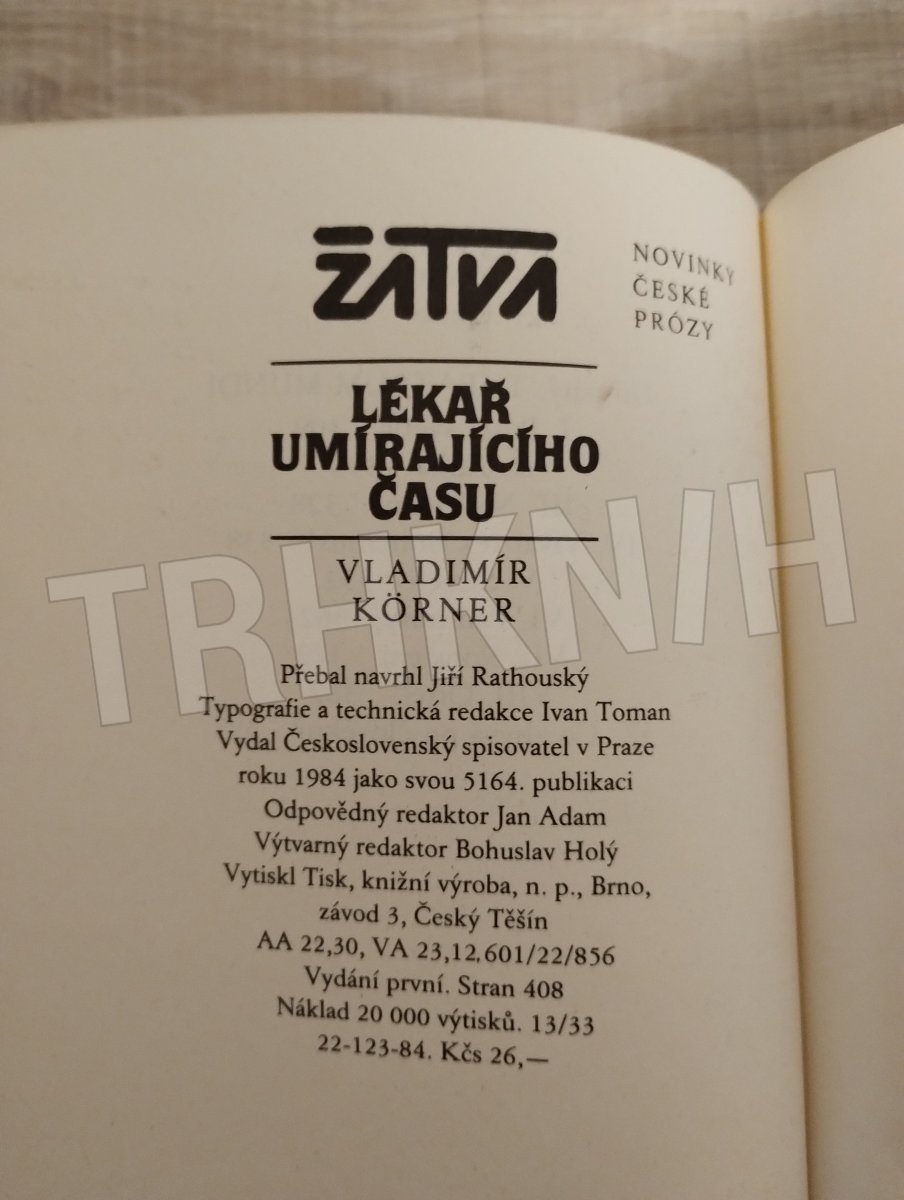 ŽATVA
NOVINKY
ČESKÉ
PRÓZY
LÉKAŘ
UMÍRAJÍCÍHO
ČASU
VLADIMÍR
KÖRNER
TRHKNIH
Přebal navrhl Jiří Rathouský
Typografie a technická redakce Ivan Toman
Vydal Československý spisovatel v Praze
roku 1984 jako svou 5164. publikaci
Odpovědný redaktor Jan Adam
Výtvarný redaktor Bohuslav Holý
Vytiskl Tisk, knižní výroba, n. p., Brno,
závod 3, Český Těšín
AA 22,30, VA 23,12.601/22/856
Vydání první. Stran 408
Náklad 20 000 výtisků. 13/33
22-123-84. Kčs 26,—